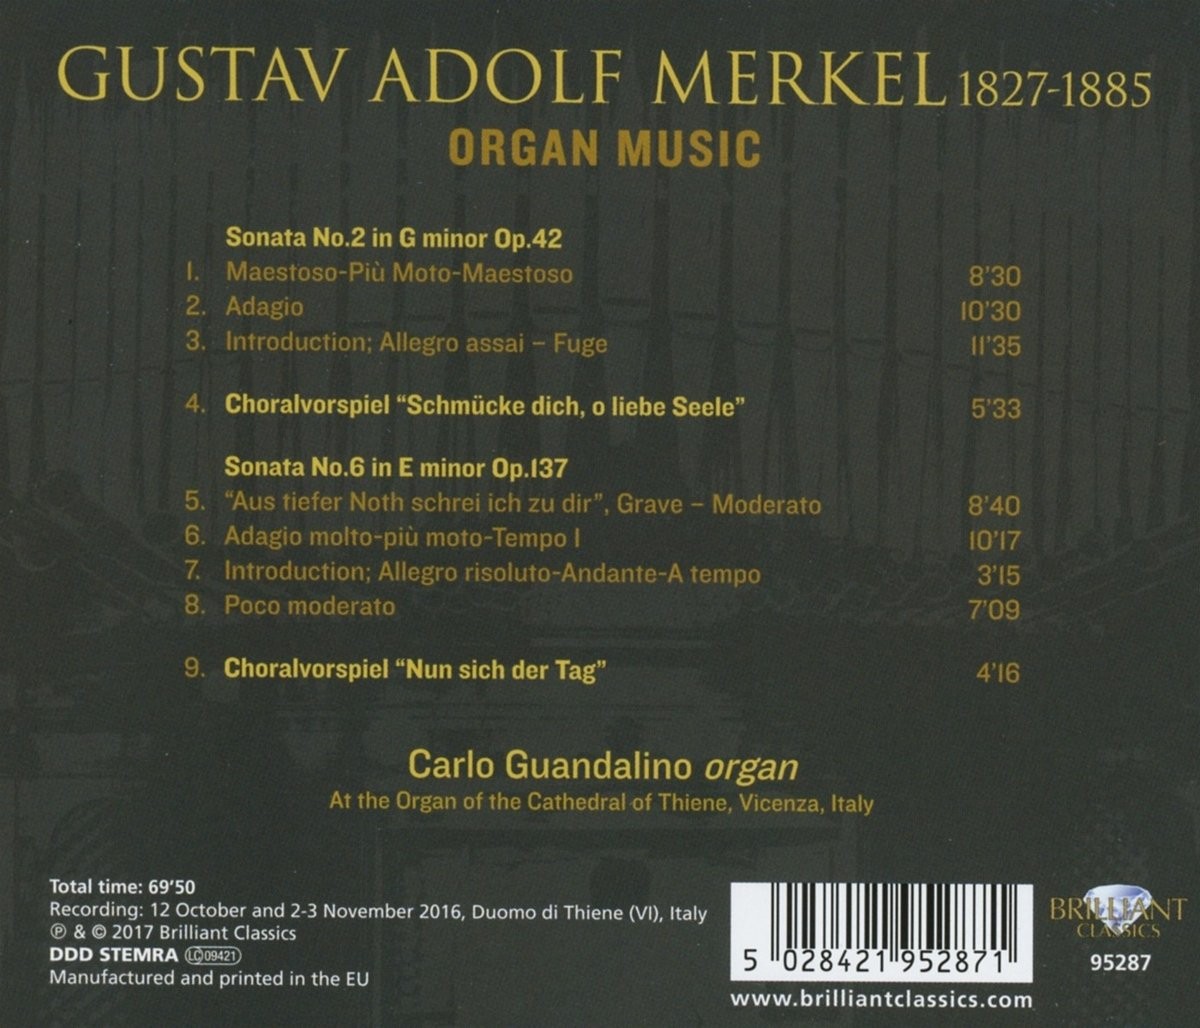 GUSTAV ADOLF MERKEL 1827-1885
ORGAN MUSIC
Sonata No.2 in G minor Op.42
1. Maestoso-Più Moto-Maestoso 8'30
2. Adagio 10'30
3. Introduction; Allegro assai – Fuge 11'35
4. Choralvorspiel “Schmücke dich, o liebe Seele” 5'33
Sonata No.6 in E minor Op.137
5. “Aus tiefer Noth schrei ich zu dir”, Grave – Moderato 8'40
6. Adagio molto-più moto-Tempo I 10'17
7. Introduction; Allegro risoluto-Andante-A tempo 3'15
8. Poco moderato 7'09
9. Choralvorspiel “Nun sich der Tag” 4'16
Carlo Guandalino organ
At the Organ of the Cathedral of Thiene, Vicenza, Italy
Total time: 69'50
Recording: 12 October and 2-3 November 2016, Duomo di Thiene (VI), Italy
℗ & © 2017 Brilliant Classics
DDD STEMRA LC 09421
Manufactured and printed in the EU
5 028421 952871
www.brilliantclassics.com
BRILLIANT
CLASSICS
95287